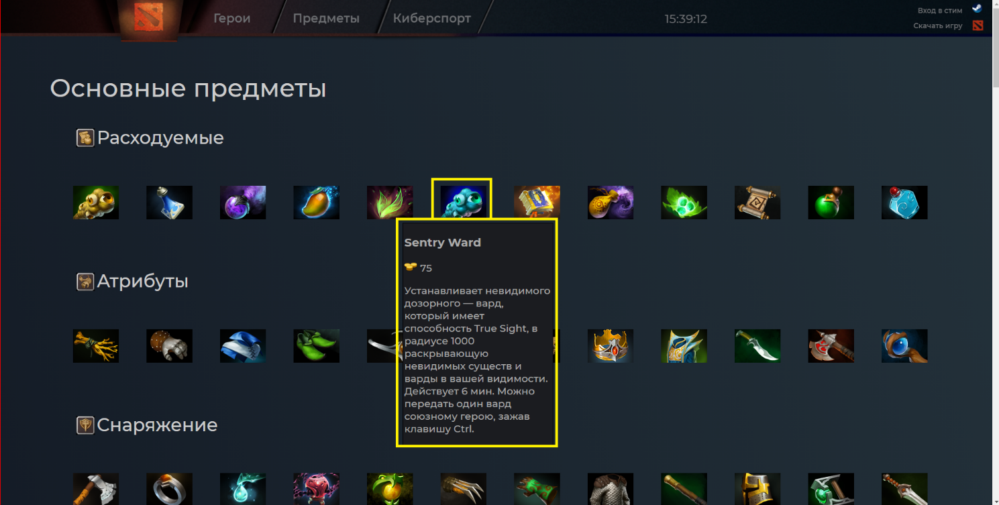 Герои
Предметы
Киберспорт
15:39:12
Вход в стим
Скачать игру
Основные предметы
Расходуемые
Sentry Ward
75
Устанавливает невидимого
дозорного — вард,
который имеет
способность True Sight, в
радиусе 1000
раскрывающую
невидимых существ и
варды в вашей видимости.
Действует 6 мин. Можно
передать один вард
союзному герою, зажав
клавишу Ctrl.
Атрибуты
Снаряжение